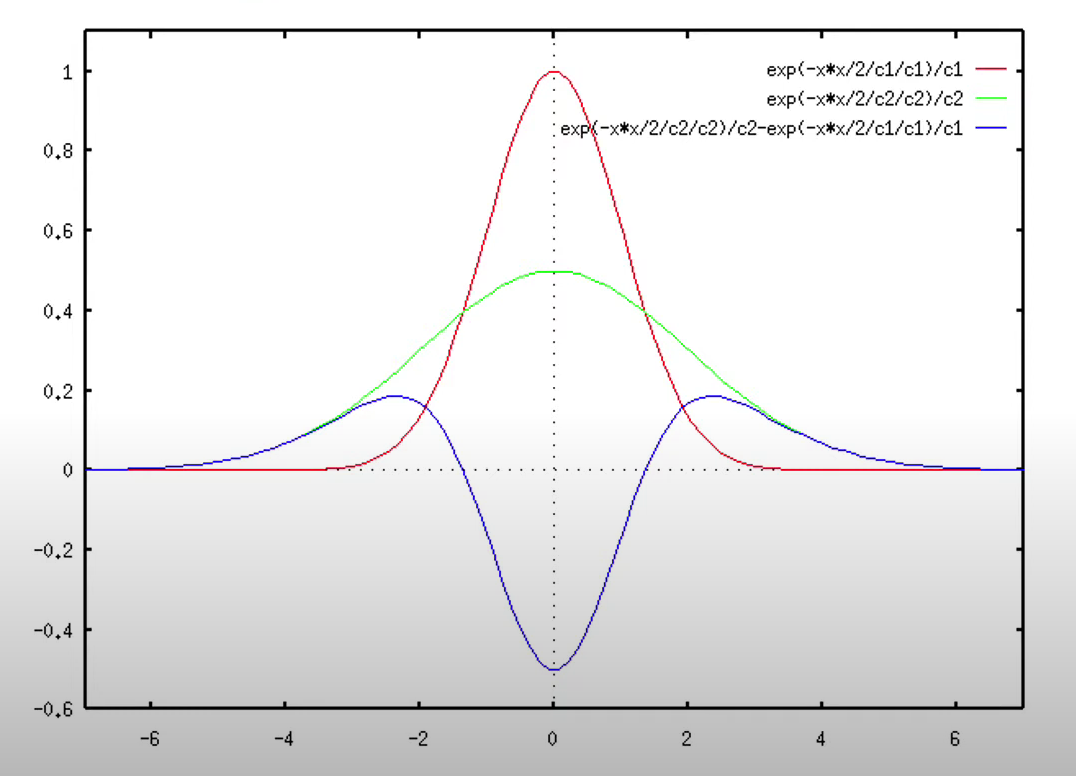 1
0.8
0.6
0.4
0.2
0
-0.2
-0.4
-0.6
exp(-x*x/2/c1/c1)/c1
exp(-x*x/2/c2/c2)/c2
exp(-x*x/2/c2/c2)/c2-exp(-x*x/2/c1/c1)/c1
-6 -4 -2 0 2 4 6